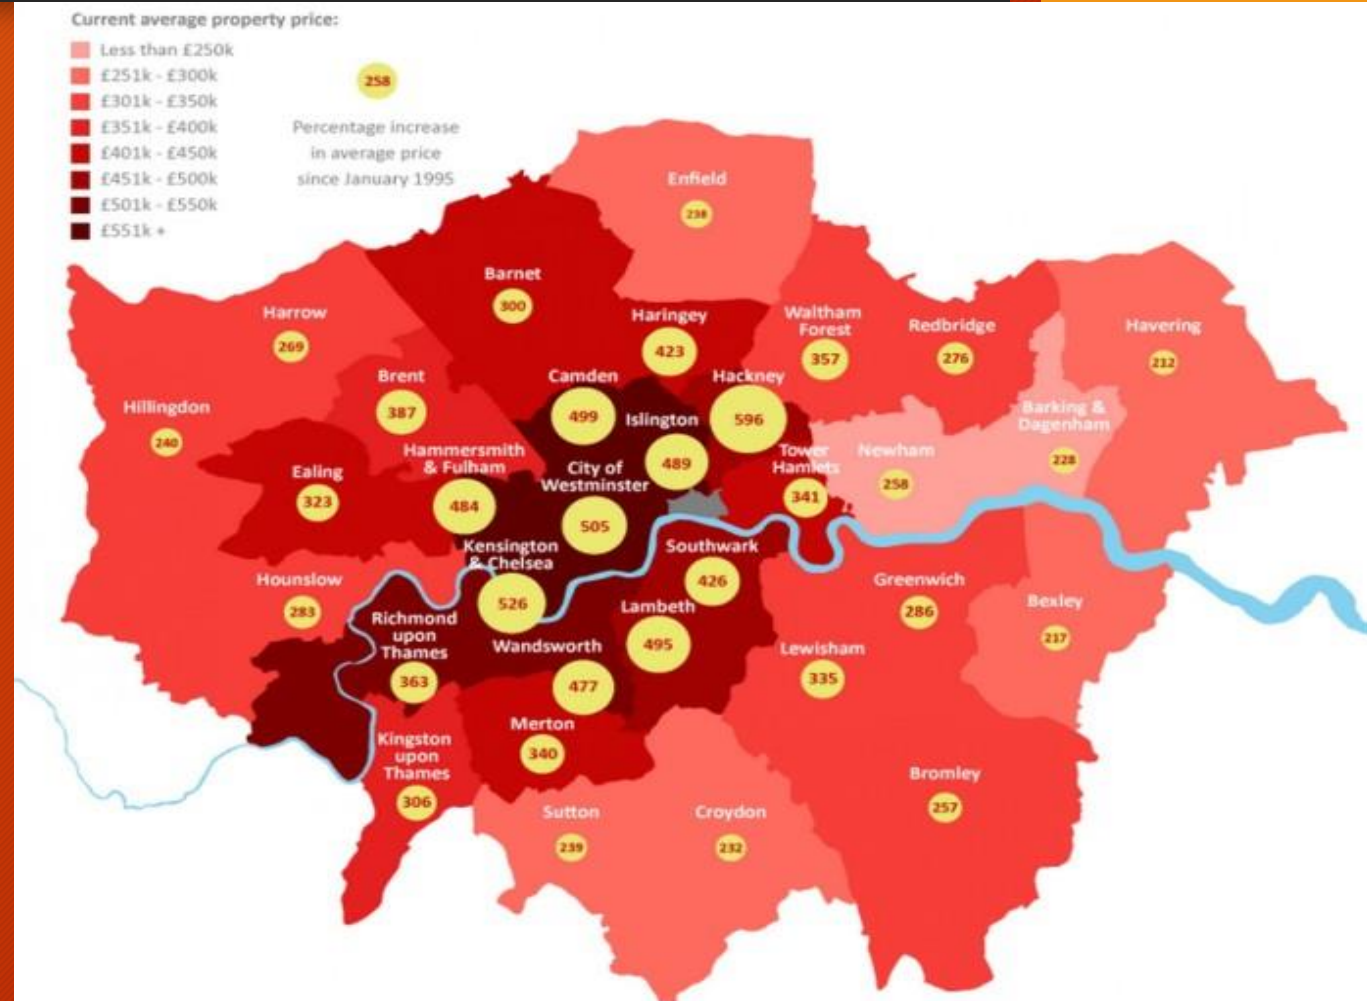 Current average property price:
Less than £250k
£251k - £300k
£301k - £350k
£351k - £400k
£401k - £450k
£451k - £500k
£501k - £550k
£551k +
258
Percentage increase
in average price
since January 1995
Enfield
238
Barnet
300
Harrow
269
Haringey
423
Waltham
Forest
357
Redbridge
276
Havering
212
Brent
387
Camden
499
Hackney
596
Hillingdon
240
Islington
489
Barking &
Dagenham
228
Hammersmith
& Fulham
484
Ealing
323
City of
Westminster
505
Tower
Hamlets
341
Newham
258
Kensington
& Chelsea
526
Southwark
426
Hounslow
283
Greenwich
286
Bexley
217
Richmond
upon
Thames
363
Lambeth
495
Wandsworth
477
Lewisham
335
Merton
340
Kingston
upon
Thames
306
Bromley
257
Sutton
239
Croydon
232